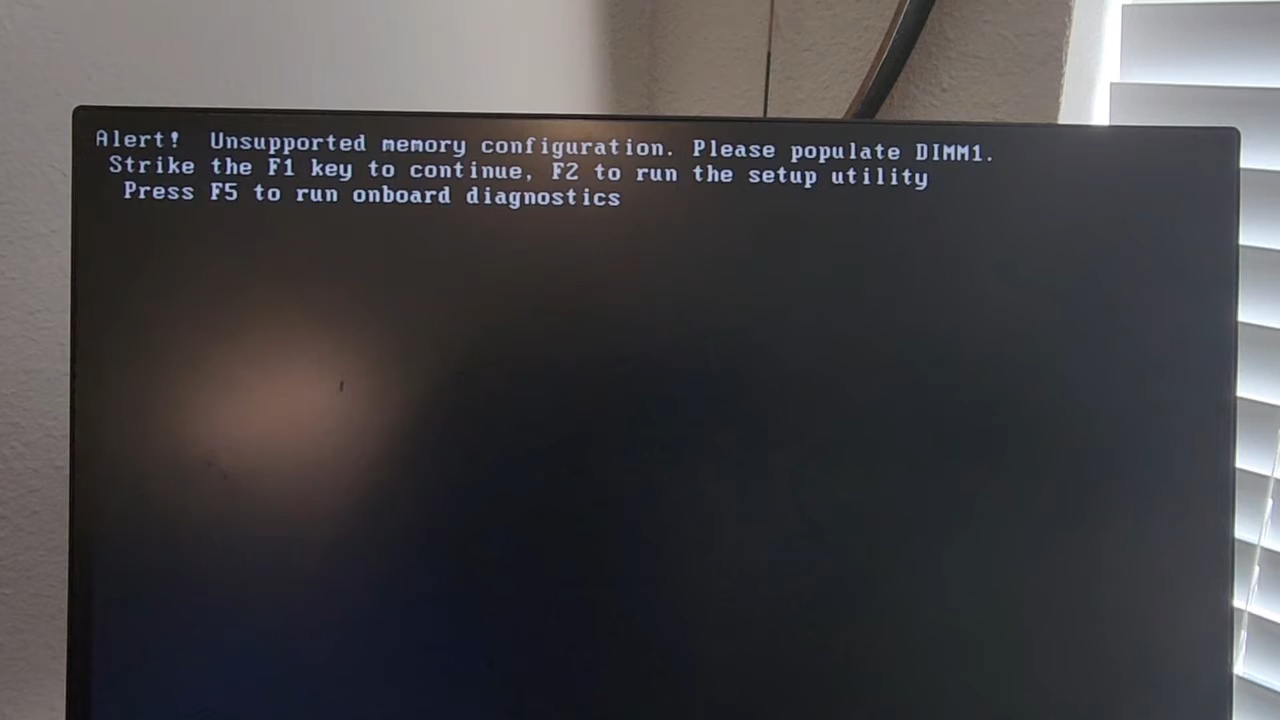 Alert!  Unsupported memory configuration. Please populate DIMM1.
Strike the F1 key to continue, F2 to run the setup utility
Press F5 to run onboard diagnostics